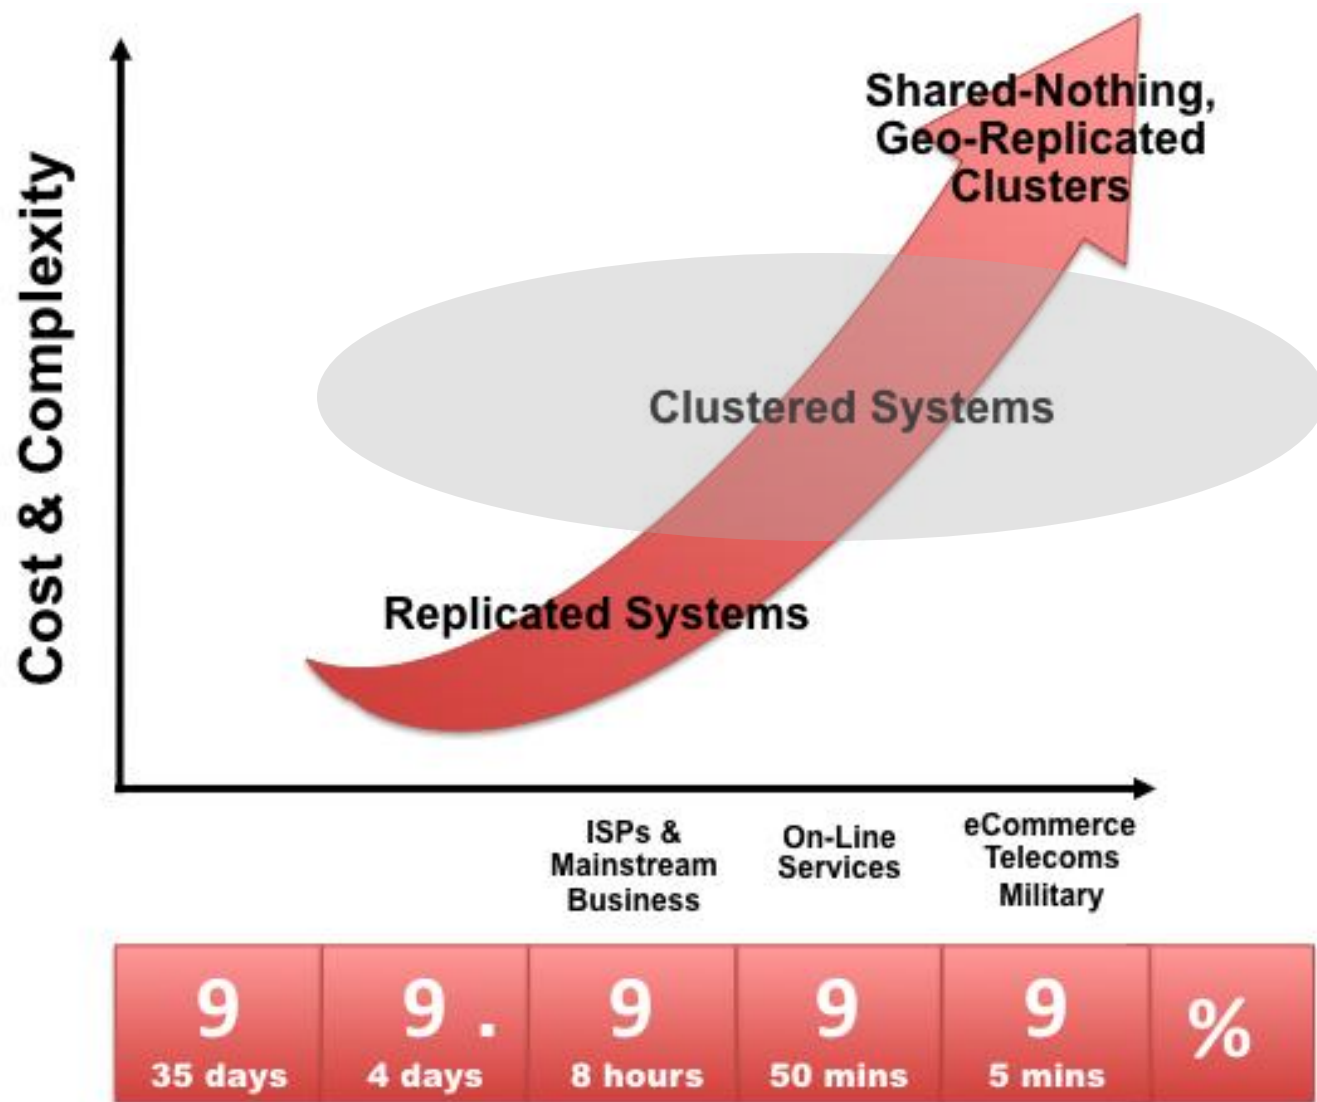 Cost & Complexity
Shared-Nothing,
Geo-Replicated
Clusters
Clustered Systems
Replicated Systems
ISPs &
Mainstream
Business
On-Line
Services
eCommerce
Telecoms
Military
9 9 . 9 9 9 %
35 days 4 days 8 hours 50 mins 5 mins